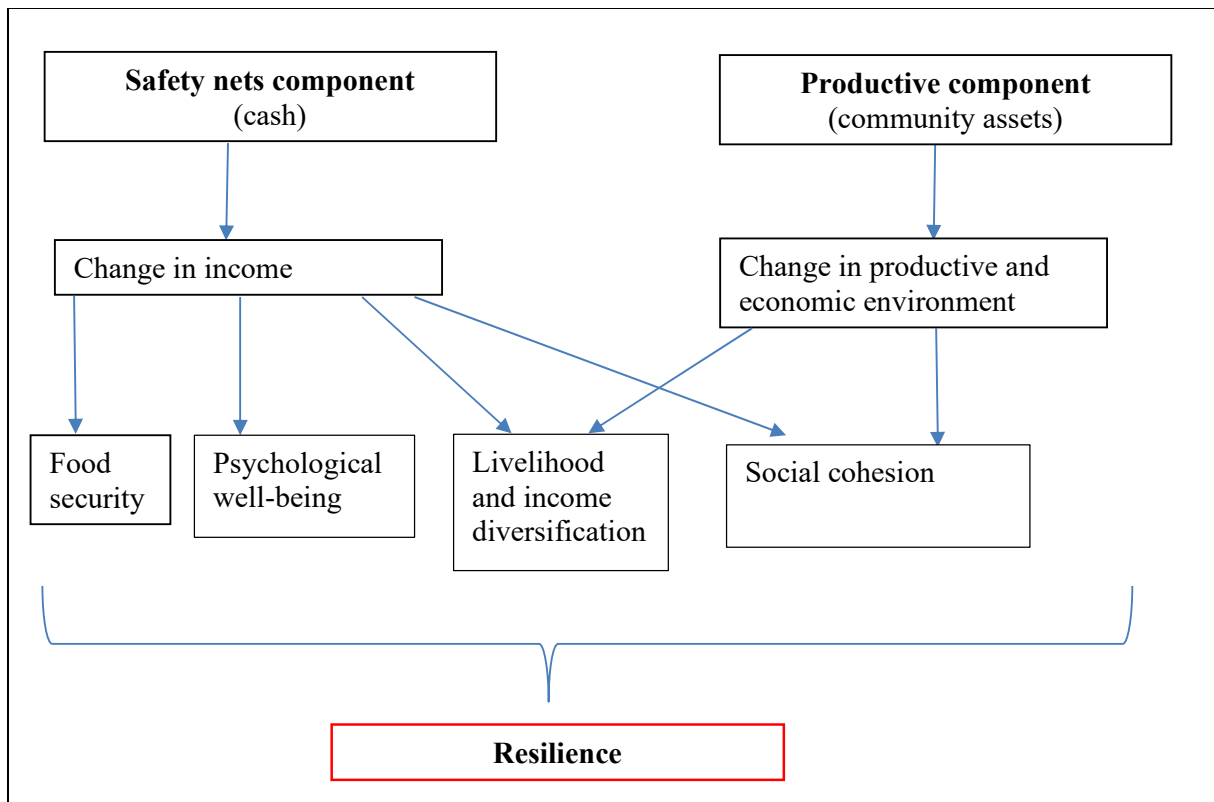 Safety nets component
(cash)
Productive component
(community assets)
Change in income
Change in productive and
economic environment
Food
security
Psychological
well-being
Livelihood
and income
diversification
Social cohesion
Resilience